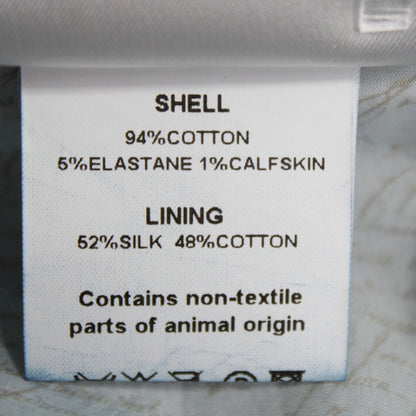 SHELL
94%COTTON
5%ELASTANE 1%CALFSKIN
LINING
52%SILK 48%COTTON
Contains non-textile
parts of animal origin